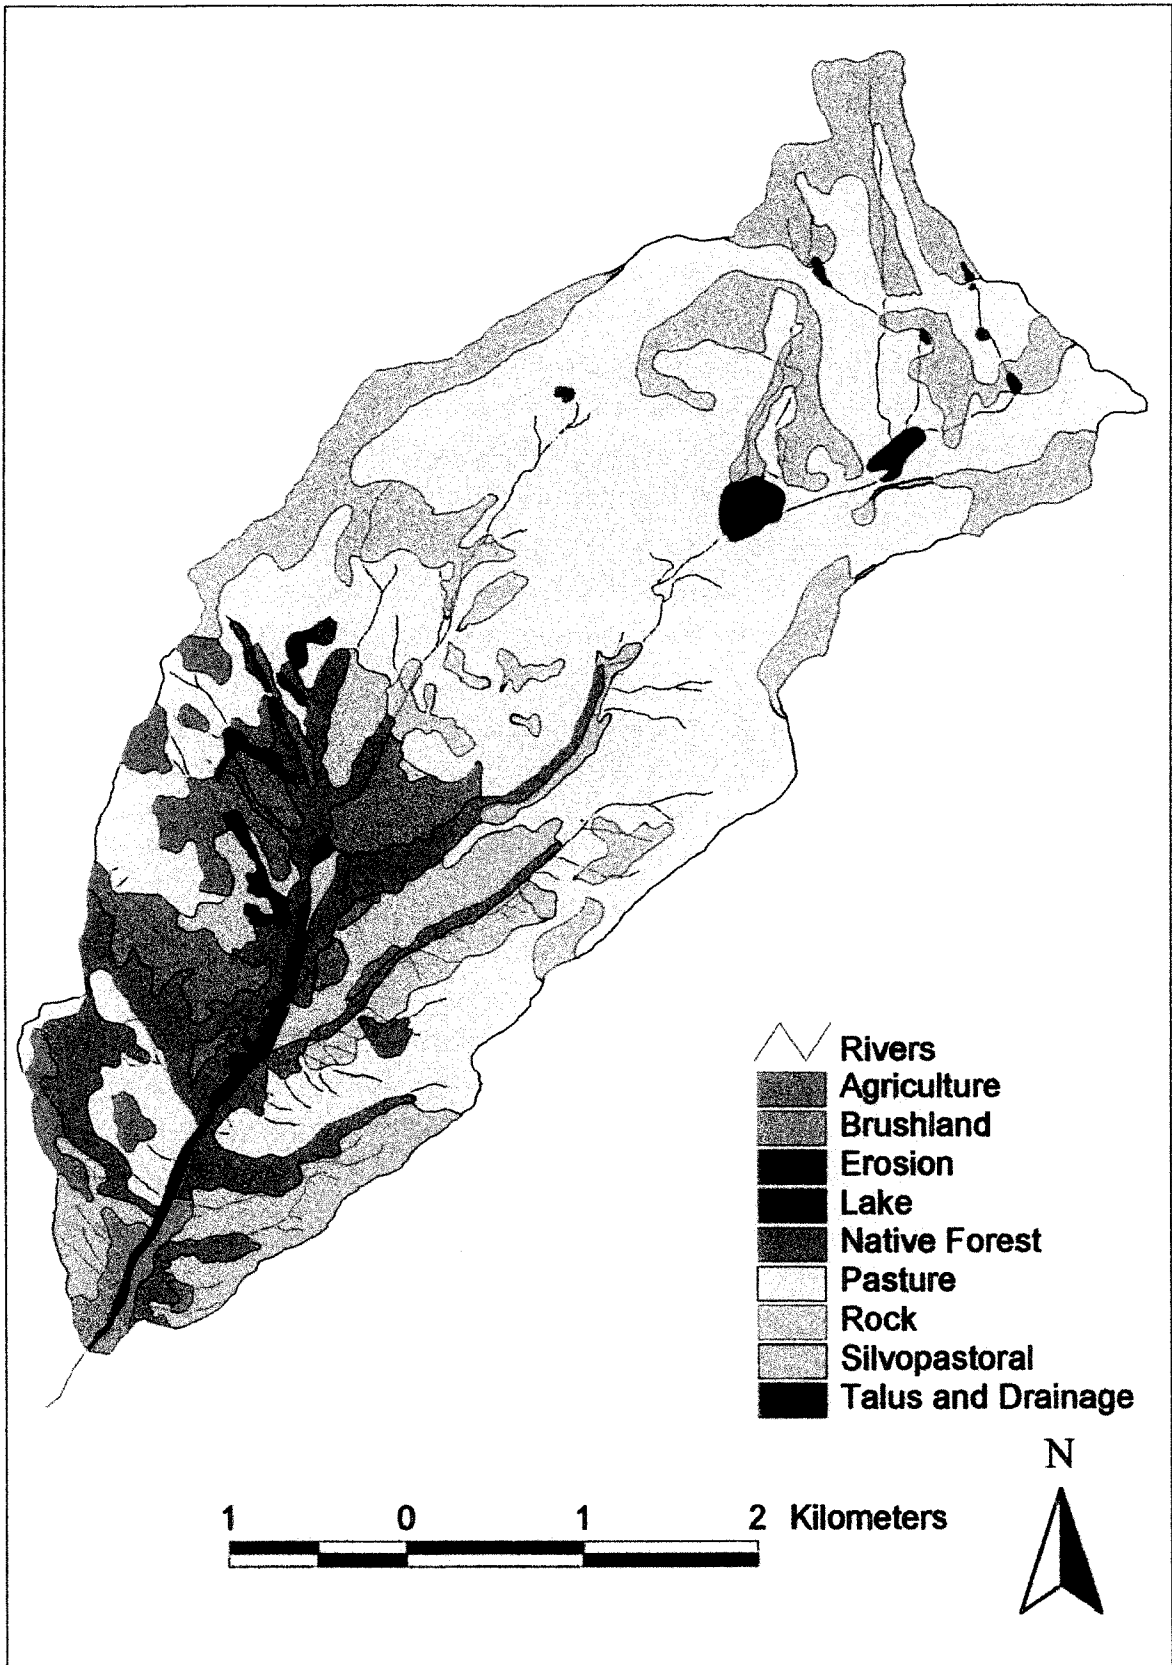 Rivers
Agriculture
Brushland
Erosion
Lake
Native Forest
Pasture
Rock
Silvopastoral
Talus and Drainage
N
1 0 1 2 Kilometers